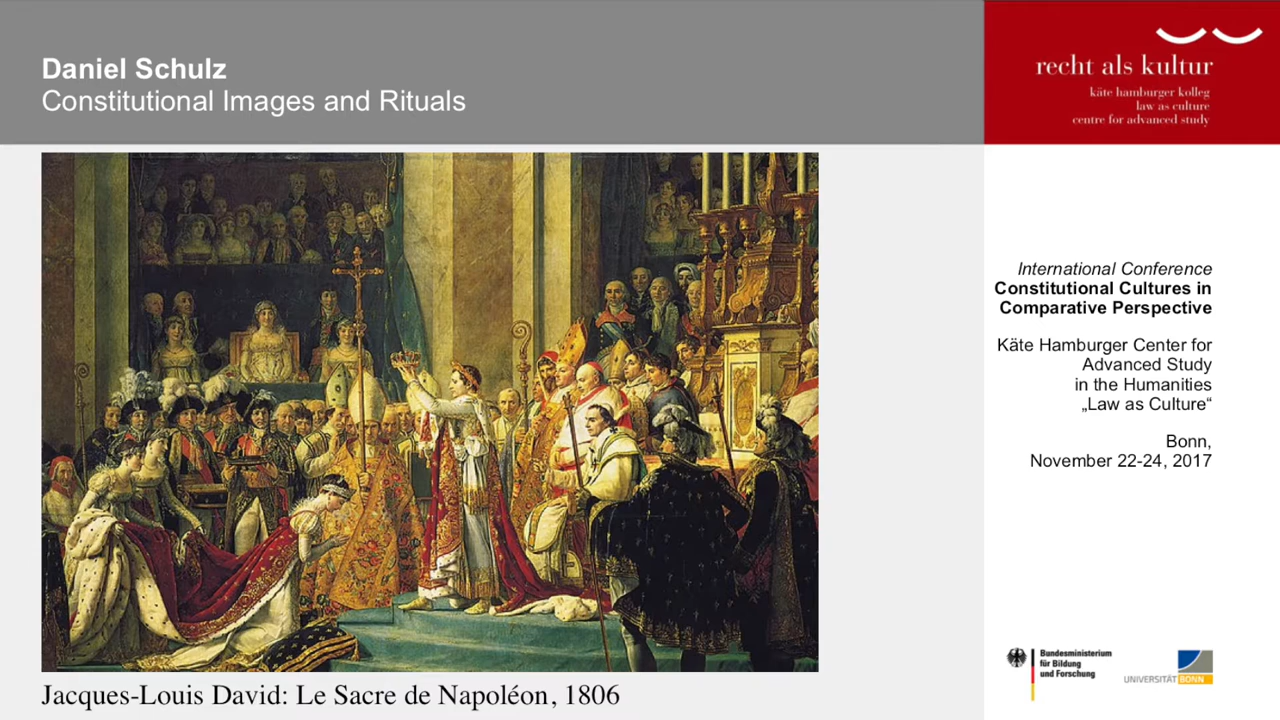 Daniel Schulz
Constitutional Images and Rituals
recht als kultur
käte hamburger kolleg
law as culture
centre for advanced study
International Conference
Constitutional Cultures in
Comparative Perspective
Käte Hamburger Center for
Advanced Study
in the Humanities
„Law as Culture“
Bonn,
November 22-24, 2017
Bundesministerium
für Bildung
und Forschung
UNIVERSITÄT BONN
Jacques-Louis David: Le Sacre de Napoléon, 1806